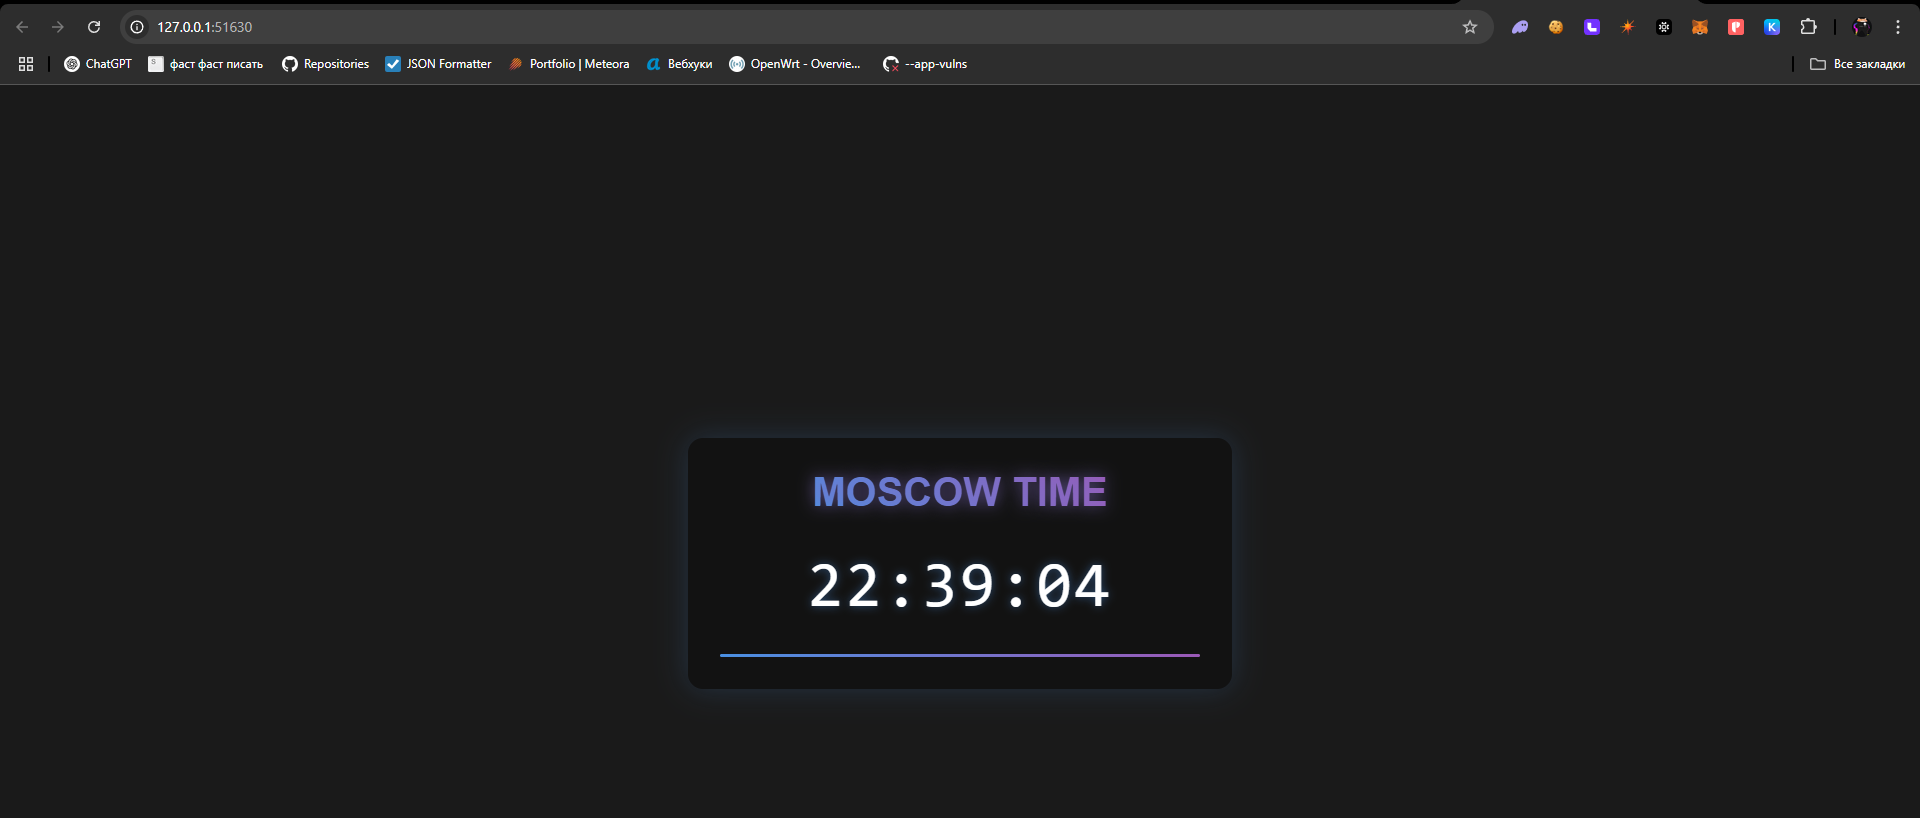 127.0.0.1:51630
ChatGPT фаст фаст писать Repositories JSON Formatter Portfolio | Meteora Вебхуки OpenWrt - Overvie... --app-vulns Все закладки
MOSCOW TIME
22:39:04